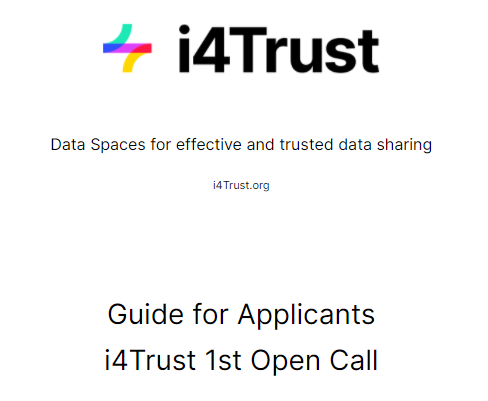 i4Trust
Data Spaces for effective and trusted data sharing
i4Trust.org
Guide for Applicants
i4Trust 1st Open Call